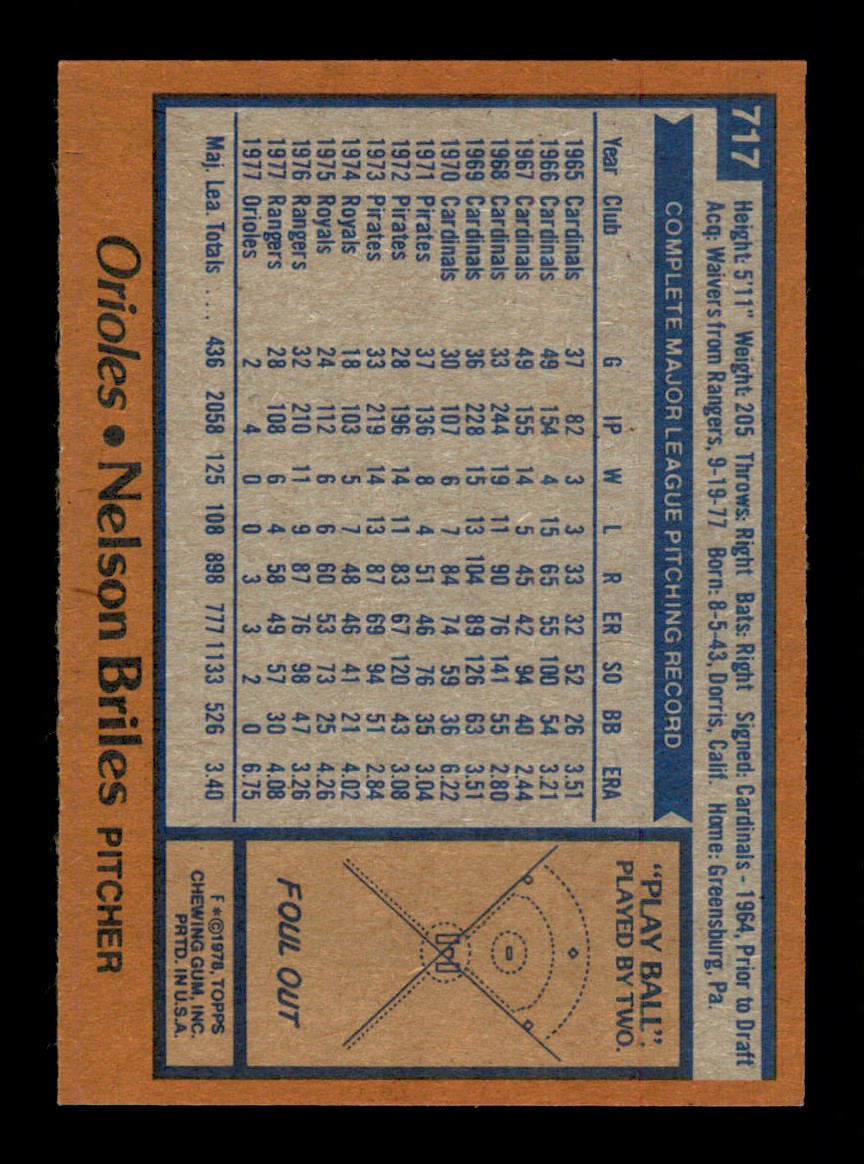 717
Height: 5'11" Weight: 205 Throws: Right Bats: Right Signed: Cardinals - 1964, Prior to Draft
Acq: Waivers from Rangers, 9-19-77 Born: 8-5-43, Dorris, Calif. Home: Greensburg, Pa.
COMPLETE MAJOR LEAGUE PITCHING RECORD
Year Club G IP W L R ER SO BB ERA
1965 Cardinals 37 82 3 3 33 32 52 26 3.51
1966 Cardinals 49 154 4 15 65 55 100 54 3.21
1967 Cardinals 49 155 14 5 45 42 94 40 2.44
1968 Cardinals 33 244 19 11 90 76 141 55 2.80
1969 Cardinals 36 228 15 13 104 89 126 63 3.51
1970 Cardinals 30 107 6 7 84 74 59 36 6.22
1971 Pirates 37 136 8 4 51 46 76 35 3.04
1972 Pirates 28 196 14 11 83 67 120 43 3.08
1973 Pirates 33 219 14 13 87 69 94 51 2.84
1974 Royals 18 103 5 7 48 46 41 21 4.02
1975 Royals 24 112 6 6 60 53 73 25 4.26
1976 Rangers 32 210 11 9 87 76 98 47 3.26
1977 Rangers 28 108 6 4 58 49 57 30 4.08
1977 Orioles 2 4 0 0 3 3 2 0 6.75
Maj. Lea. Totals .... 436 2058 125 108 898 777 1133 526 3.40
"PLAY BALL":
PLAYED BY TWO.
FOUL OUT
F*©1978, TOPPS
CHEWING GUM, INC.
PRTD. IN U.S.A.
Orioles • Nelson Briles PITCHER